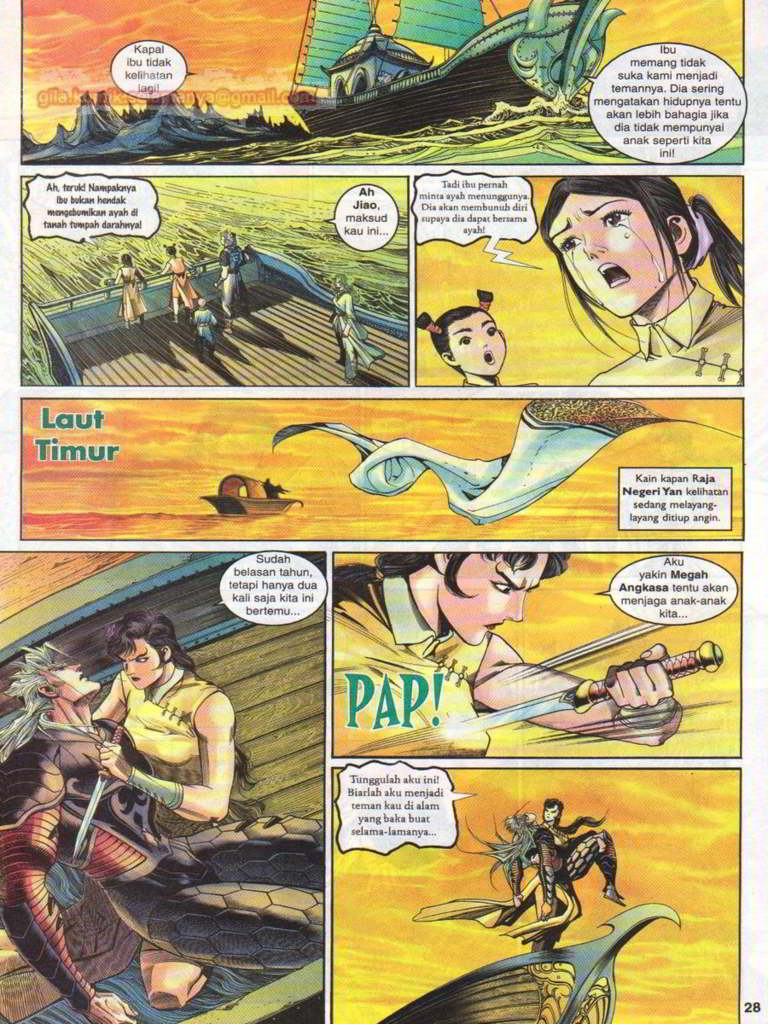 Kapal
ibu tidak
kelihatan
lagi!
Ibu
memang tidak
suka kami menjadi
temannya. Dia sering
mengatakan hidupnya tentu
akan lebih bahagia jika
dia tidak mempunyai
anak seperti kita
ini!
Ah, teruk! Nampaknya
ibu bukan hendak
mengebumikan ayah di
tanah tumpah darahnya!
Ah
Jiao,
maksud
kau ini...
Tadi ibu pernah
minta ayah menunggunya.
Dia akan membunuh diri
supaya dia dapat bersama
ayah!
Laut
Timur
Kain kapan Raja
Negeri Yan kelihatan
sedang melayang-
layang ditiup angin.
Sudah
belasan tahun,
tetapi hanya dua
kali saja kita ini
bertemu...
Aku
yakin Megah
Angkasa tentu akan
menjaga anak-anak
kita...
PAP!
Tunggulah aku ini!
Biarlah aku menjadi
teman kau di alam
yang baka buat
selama-lamanya...
28